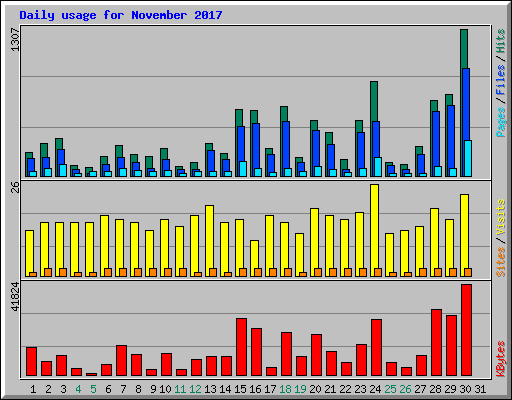 Daily usage for November 2017
1307
Pages / Files / Hits
26
Sites / Visits
41824
KBytes
1 2 3 4 5 6 7 8 9 10 11 12 13 14 15 16 17 18 19 20 21 22 23 24 25 26 27 28 29 30 31